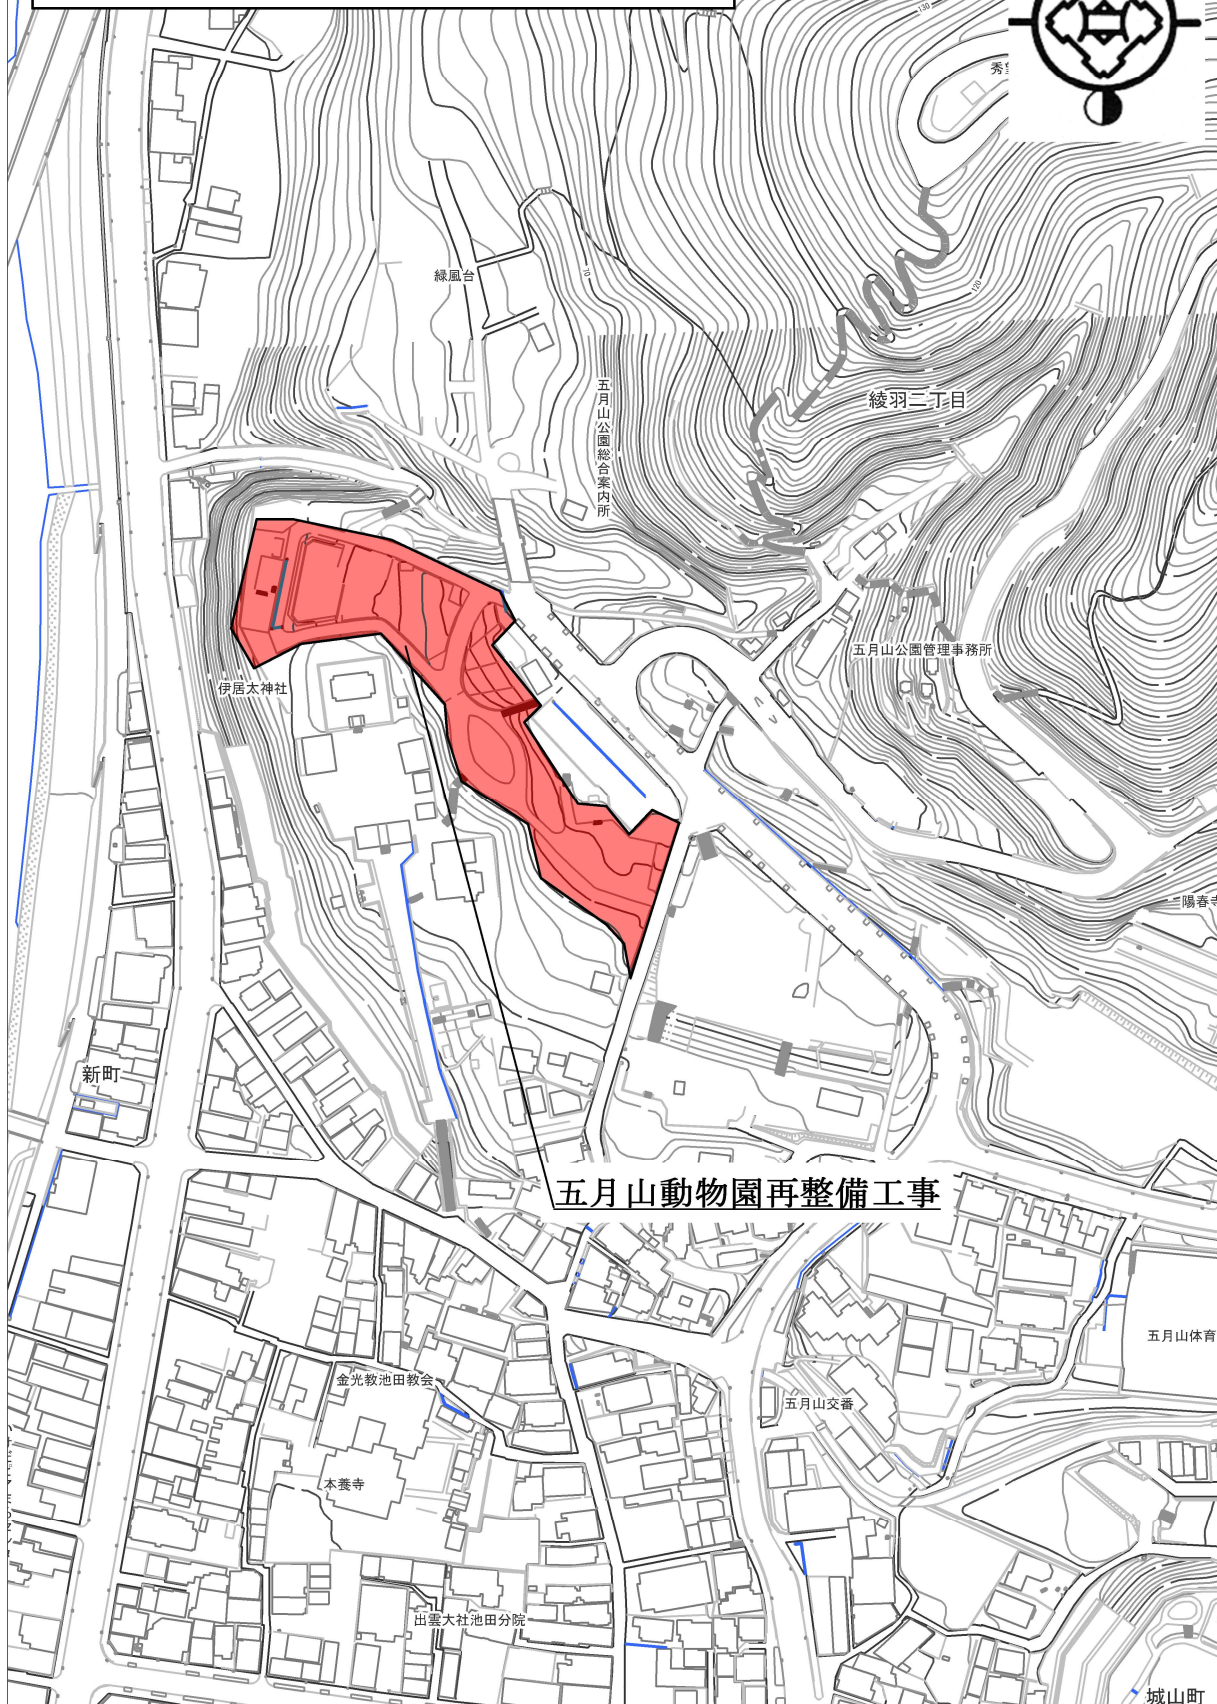 130
秀
緑風台
70
120
五月山公園総合案内所
綾羽二丁目
五月山公園管理事務所
伊居太神社
陽春寺
新町
五月山動物園再整備工事
五月山体育
金光教池田教会
五月山交番
本養寺
出雲大社池田分院
城山町